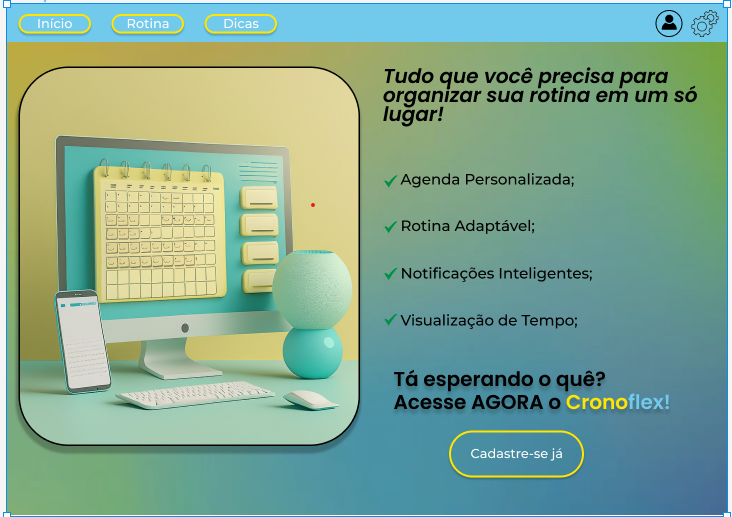 Início
Rotina
Dicas
Tudo que você precisa para
organizar sua rotina em um só
lugar!
Agenda Personalizada;
Rotina Adaptável;
Notificações Inteligentes;
Visualização de Tempo;
Tá esperando o quê?
Acesse AGORA o Cronoflex!
Cadastre-se já